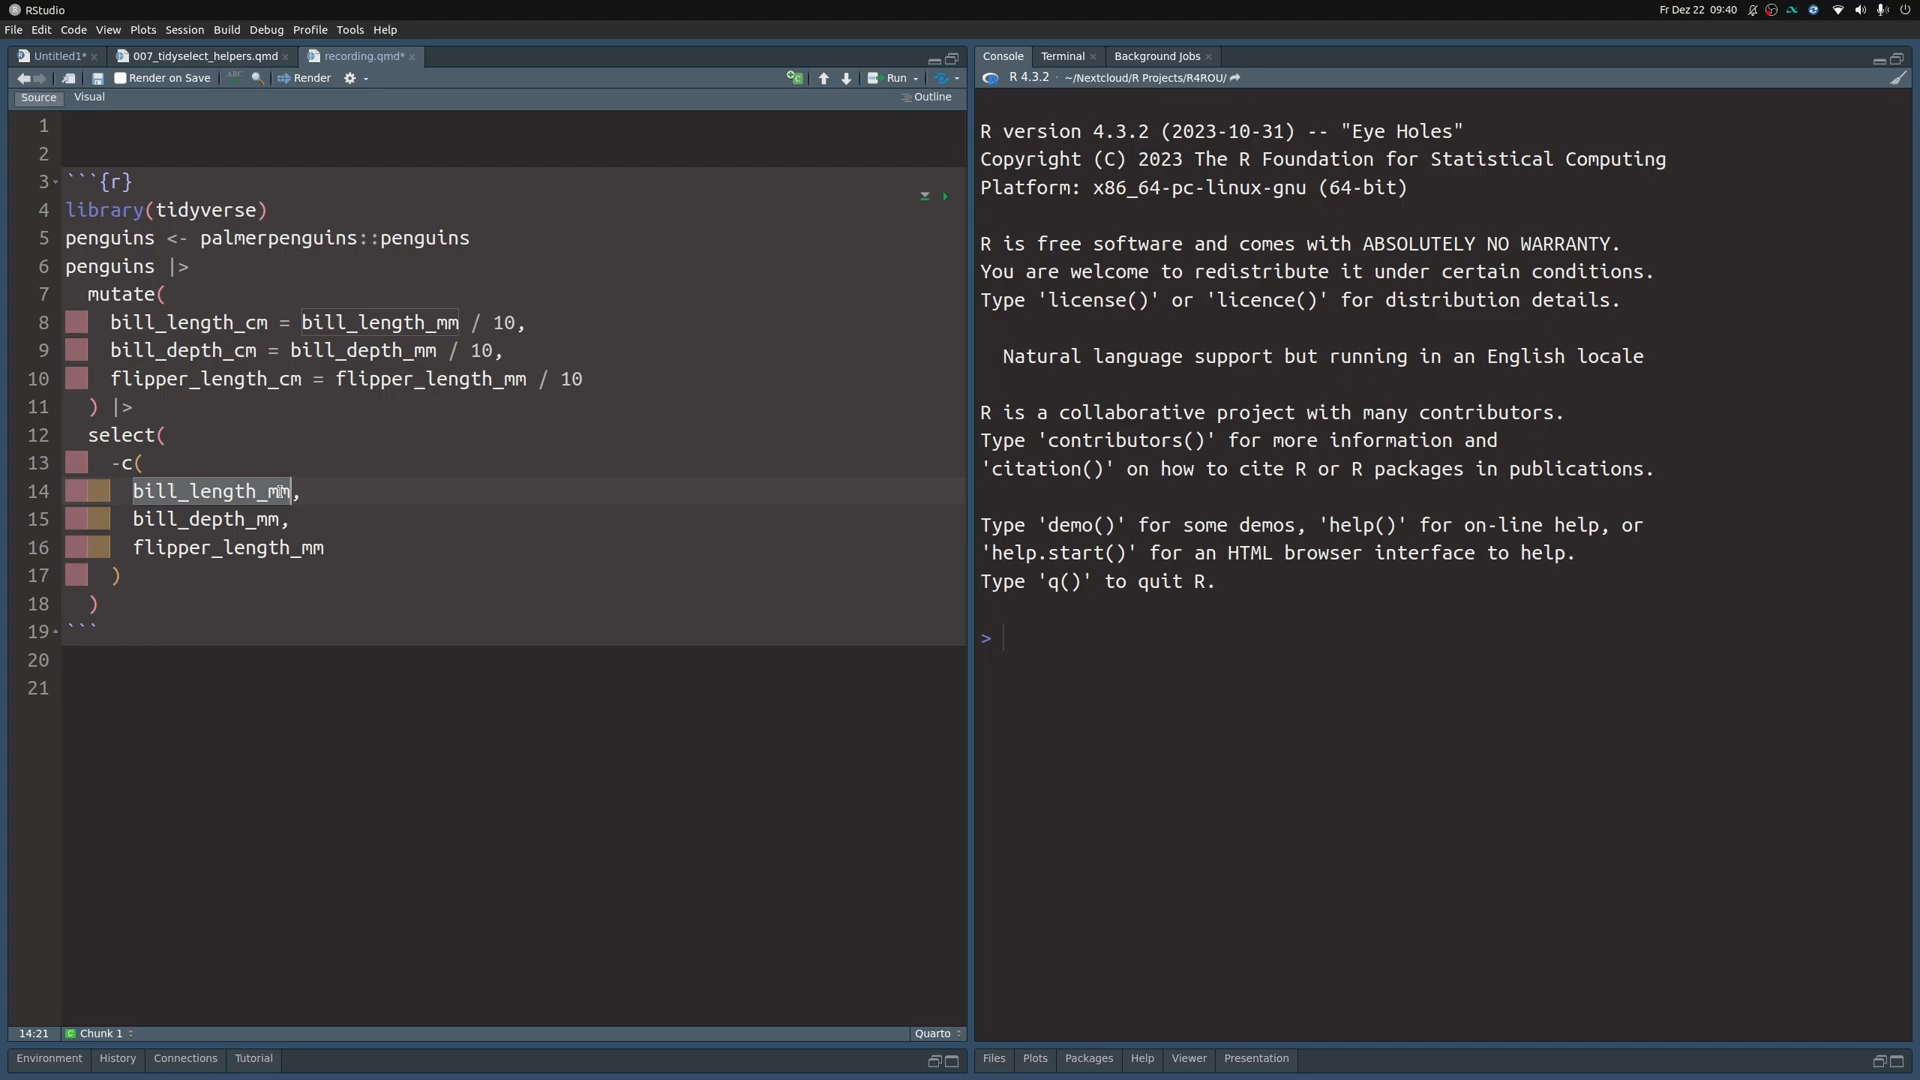 RStudio
Fr Dez 22 09:40
File Edit Code View Plots Session Build Debug Profile Tools Help
Untitled1* 007_tidyselect_helpers.qmd recording.qmd*
Render on Save ABC Render Run
Source Visual Outline
1
2
3 ```{r}
4 library(tidyverse)
5 penguins <- palmerpenguins::penguins
6 penguins |>
7 mutate(
8 bill_length_cm = bill_length_mm / 10,
9 bill_depth_cm = bill_depth_mm / 10,
10 flipper_length_cm = flipper_length_mm / 10
11 ) |>
12 select(
13 -c(
14 bill_length_mm,
15 bill_depth_mm,
16 flipper_length_mm
17 )
18 )
19 ```
20
21
14:21 Chunk 1 Quarto
Environment History Connections Tutorial
Console Terminal Background Jobs
R 4.3.2 · ~/Nextcloud/R Projects/R4ROU/
R version 4.3.2 (2023-10-31) -- "Eye Holes"
Copyright (C) 2023 The R Foundation for Statistical Computing
Platform: x86_64-pc-linux-gnu (64-bit)
R is free software and comes with ABSOLUTELY NO WARRANTY.
You are welcome to redistribute it under certain conditions.
Type 'license()' or 'licence()' for distribution details.
Natural language support but running in an English locale
R is a collaborative project with many contributors.
Type 'contributors()' for more information and
'citation()' on how to cite R or R packages in publications.
Type 'demo()' for some demos, 'help()' for on-line help, or
'help.start()' for an HTML browser interface to help.
Type 'q()' to quit R.
>
Files Plots Packages Help Viewer Presentation